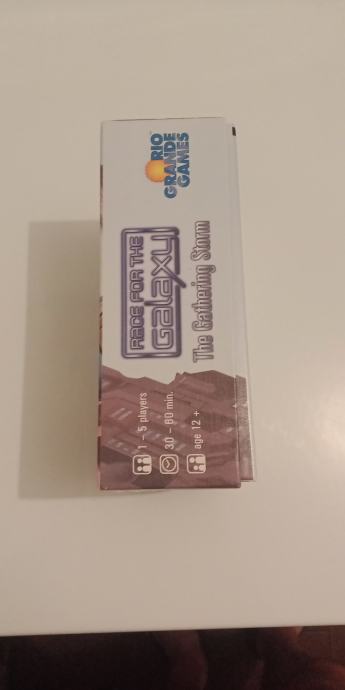 RIO
GRANDE
GAMES
RACE FOR THE
GALAXY
The Gathering Storm
1 - 5 players
30 - 60 min.
age 12 +